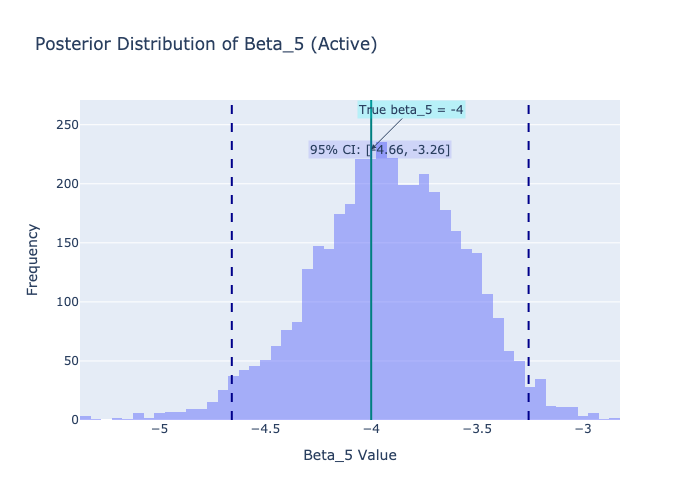 Posterior Distribution of Beta_5 (Active)
True beta_5 = -4
95% CI: [-4.66, -3.26]
250
200
150
100
50
0
Frequency
−5
−4.5
−4
−3.5
−3
Beta_5 Value